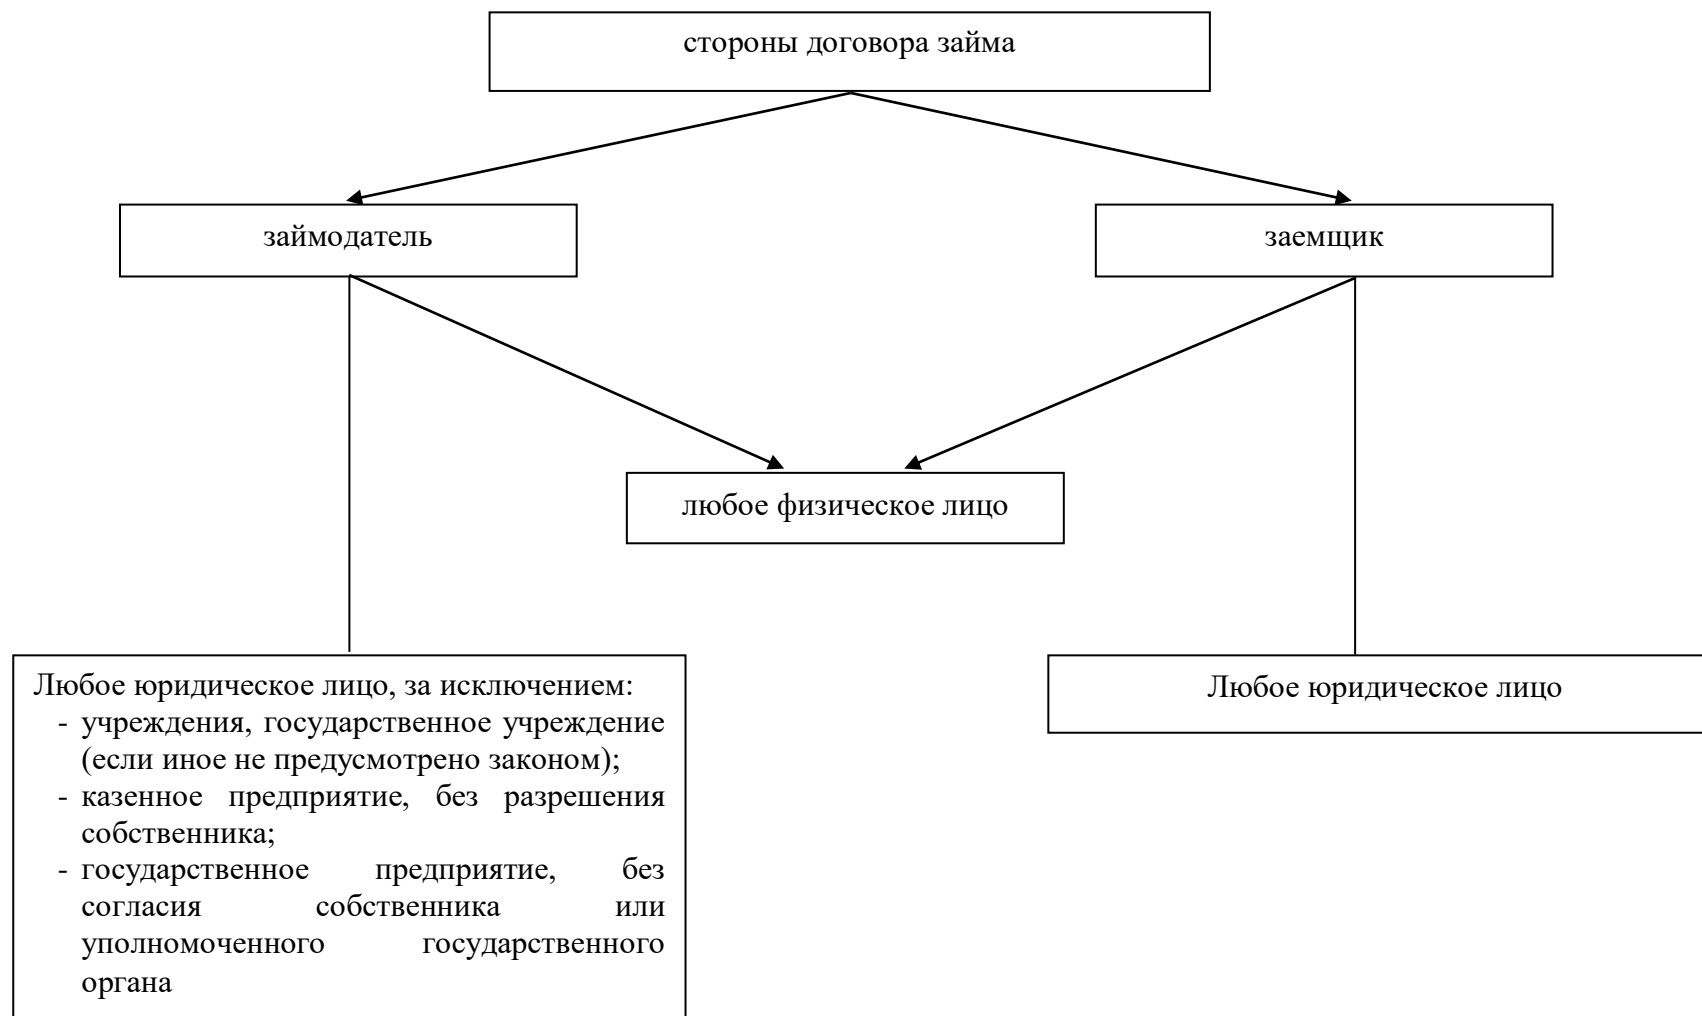 стороны договора займа
займодатель
заемщик
любое физическое лицо
Любое юридическое лицо, за исключением:
- учреждения, государственное учреждение
(если иное не предусмотрено законом);
- казенное предприятие, без разрешения
собственника;
- государственное предприятие, без
согласия собственника или
уполномоченного государственного
органа
Любое юридическое лицо